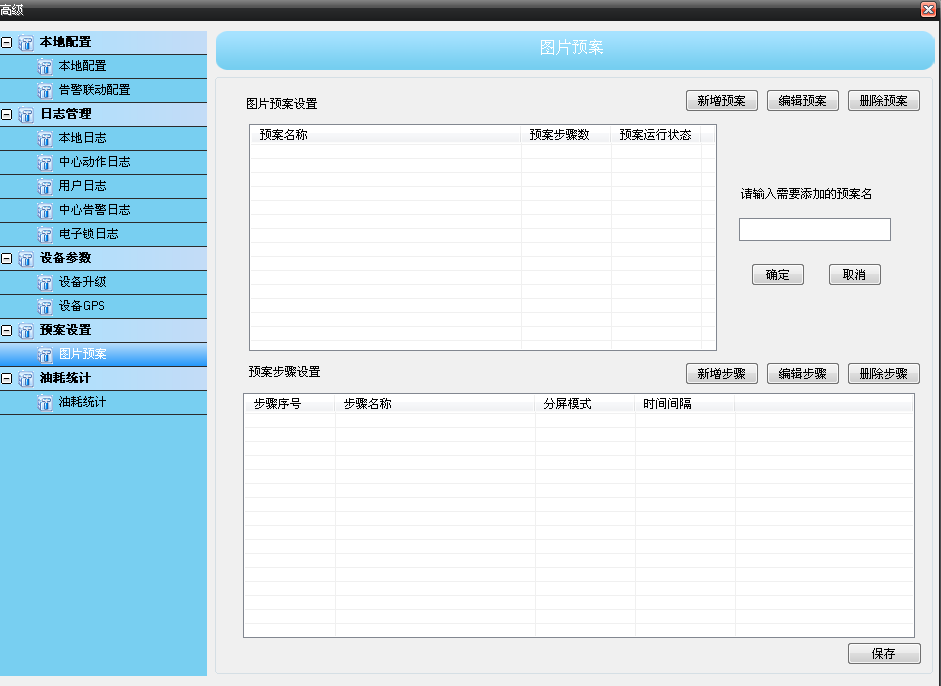 高级
本地配置
本地配置
告警联动配置
日志管理
本地日志
中心动作日志
用户日志
中心告警日志
电子锁日志
设备参数
设备升级
设备GPS
预案设置
图片预案
油耗统计
油耗统计
图片预案
图片预案设置
新增预案 编辑预案 删除预案
预案名称 预案步骤数 预案运行状态
请输入需要添加的预案名
确定 取消
预案步骤设置
新增步骤 编辑步骤 删除步骤
步骤序号 步骤名称 分屏模式 时间间隔
保存